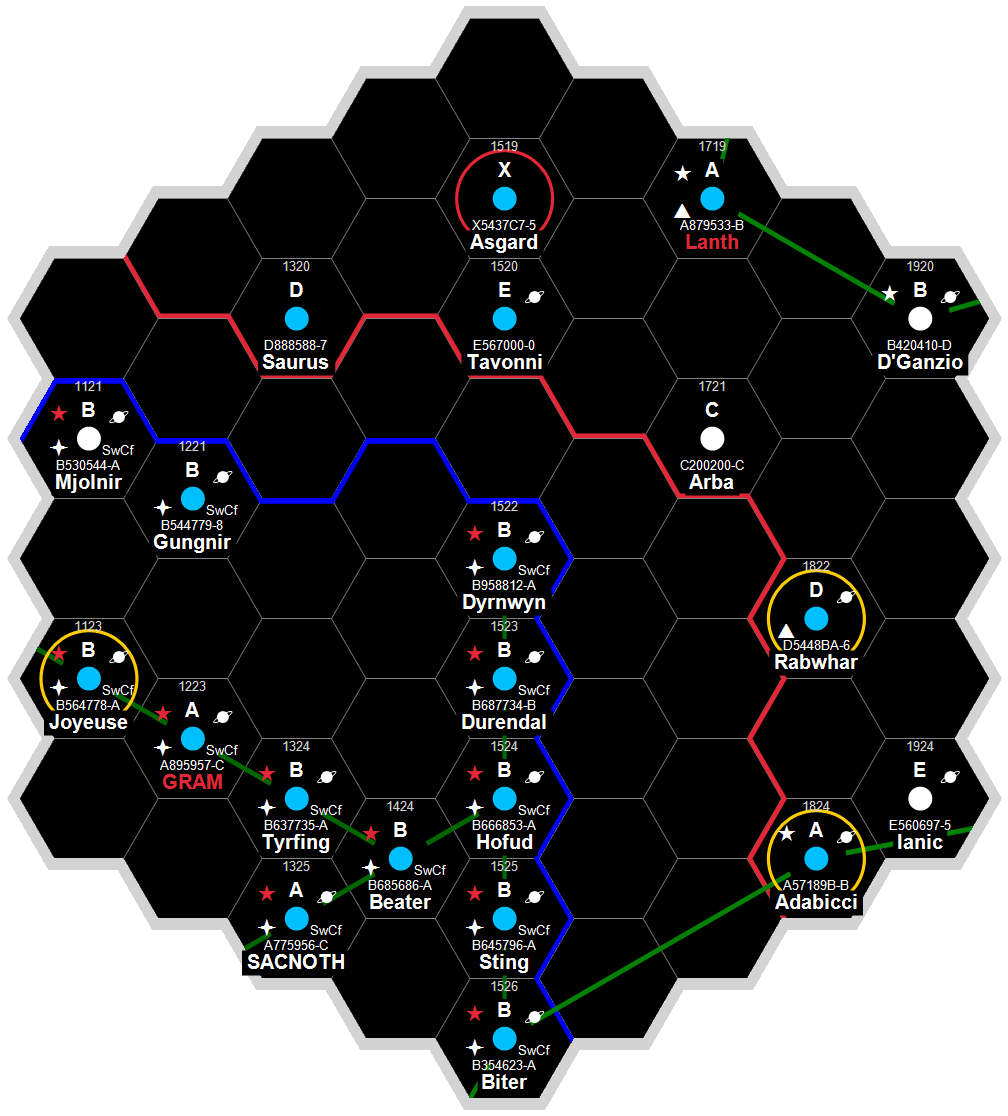 1519
X
X5437C7-5
Asgard
1719
A
A879533-B
Lanth
1320
D
D888588-7
Saurus
1520
E
E567000-0
Tavonni
1920
B
B420410-D
D'Ganzio
1121
B
SwCf
B530544-A
Mjolnir
1721
C
C200200-C
Arba
1221
B
SwCf
B544779-8
Gungnir
1522
B
SwCf
B958812-A
Dyrnwyn
1822
D
D5448BA-6
Rabwhar
1123
B
SwCf
B564778-A
Joyeuse
1523
B
SwCf
B687734-B
Durendal
1223
A
SwCf
A895957-C
GRAM
1324
B
SwCf
B637735-A
Tyrfing
1524
B
SwCf
B666853-A
Hofud
1924
E
E560697-5
Ianic
1424
B
SwCf
B685686-A
Beater
1824
A
A57189B-B
Adabicci
1325
A
SwCf
A775956-C
SACNOTH
1525
B
SwCf
B645796-A
Sting
1526
B
SwCf
B354623-A
Biter